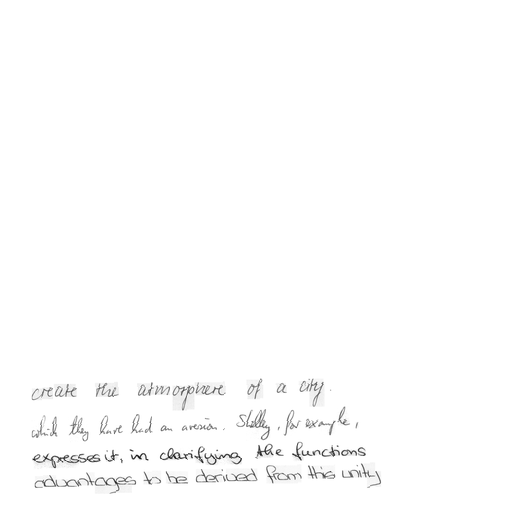 create the atmosphere of a city.
which they have had an aversion. Shelley, for example,
expresses it, in clarifying the functions
advantages to be derived from this unity